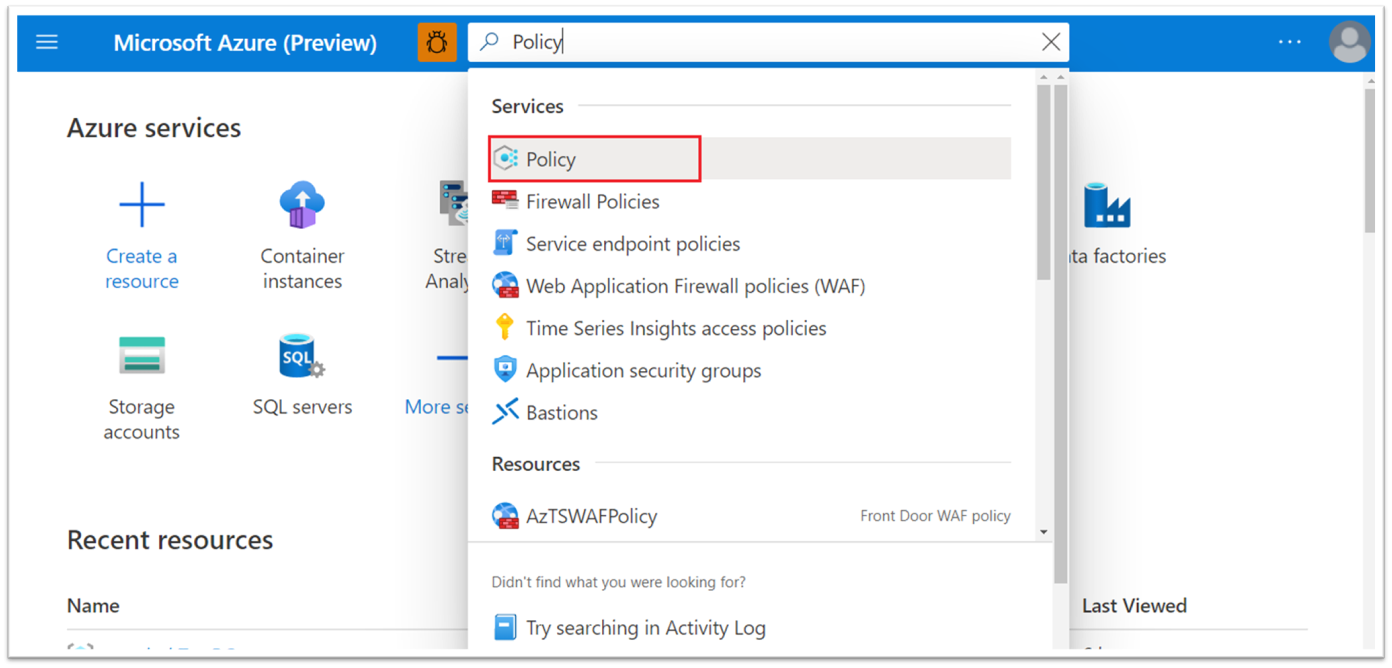 Microsoft Azure (Preview)
Policy
Azure services
Create a
resource
Container
instances
Stre
Analy
ta factories
Storage
accounts
SQL
SQL servers
More se
Services
Policy
Firewall Policies
Service endpoint policies
Web Application Firewall policies (WAF)
Time Series Insights access policies
Application security groups
Bastions
Resources
AzTSWAFPolicy Front Door WAF policy
Didn't find what you were looking for?
Try searching in Activity Log
Recent resources
Name Last Viewed